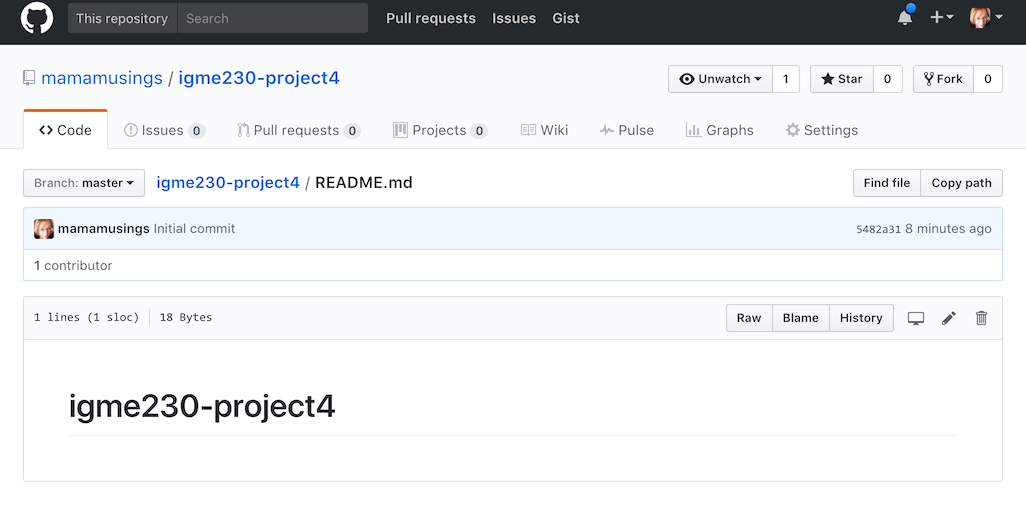 This repository Search Pull requests Issues Gist
mamamusings / igme230-project4 Unwatch 1 Star 0 Fork 0
Code Issues 0 Pull requests 0 Projects 0 Wiki Pulse Graphs Settings
Branch: master igme230-project4 / README.md Find file Copy path
mamamusings Initial commit 5482a31 8 minutes ago
1 contributor
1 lines (1 sloc) 18 Bytes Raw Blame History
igme230-project4